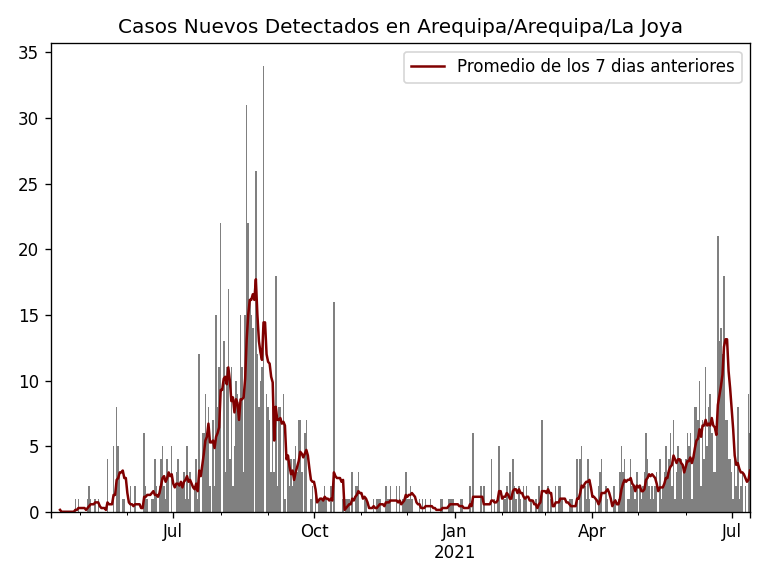 Casos Nuevos Detectados en Arequipa/Arequipa/La Joya
Promedio de los 7 dias anteriores
35
30
25
20
15
10
5
0
Jul
Oct
Jan
2021
Apr
Jul